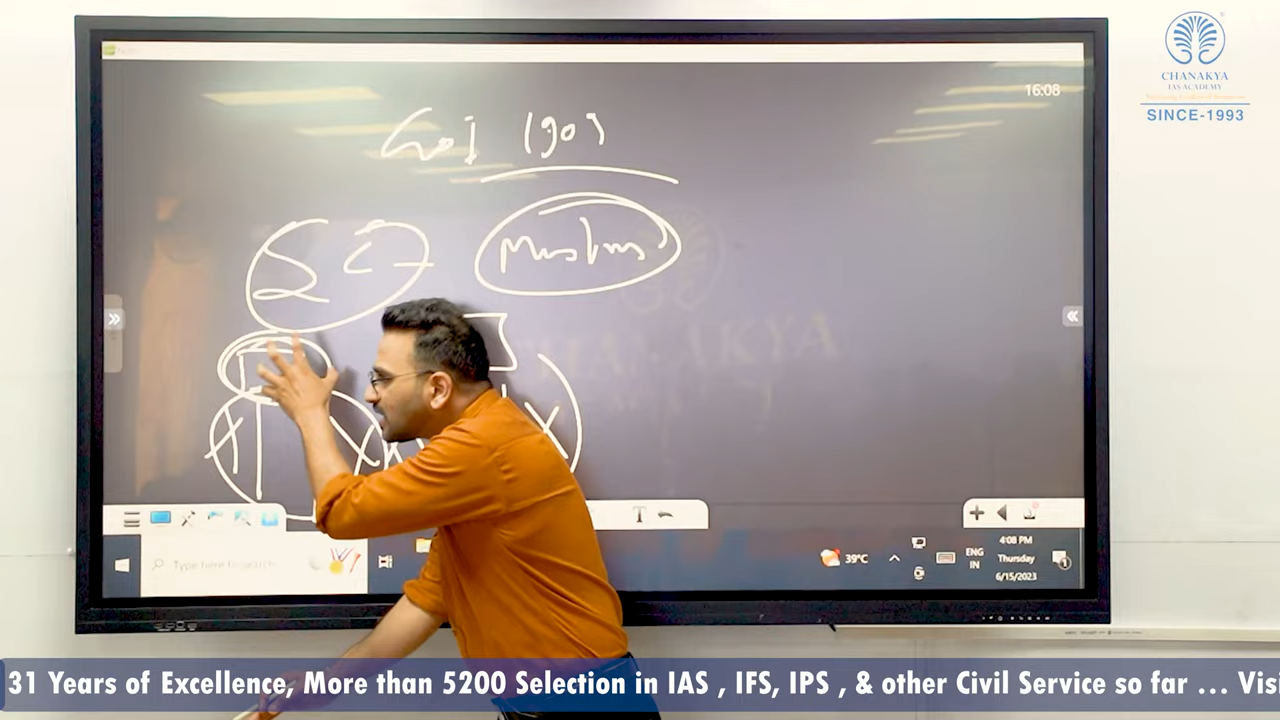 CHANAKYA
IAS ACADEMY
SINCE-1993
16:08
GoI 1909
Muslims
X
X
X
T
Type here to search
39°C
ENG
IN
4:08 PM
Thursday
6/15/2023
31 Years of Excellence, More than 5200 Selection in IAS , IFS, IPS , & other Civil Service so far ... Visi